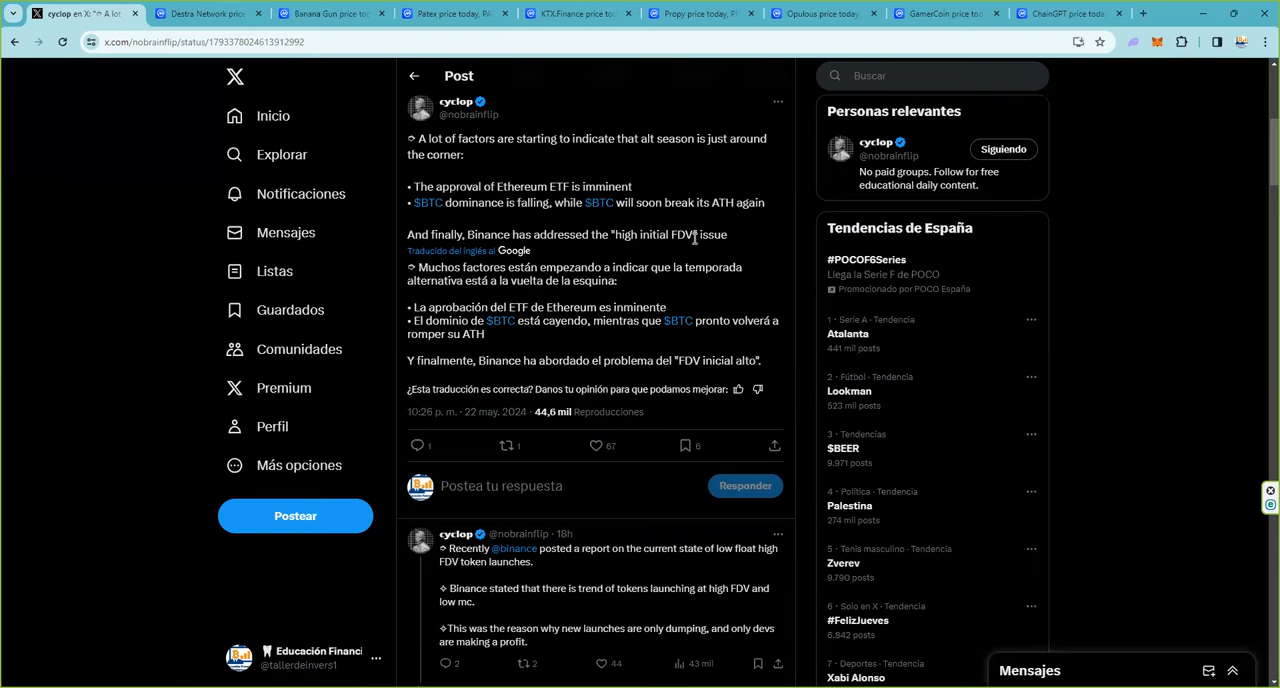 cyclop en X: "➮ A lot
Destra Network price
Banana Gun price tod
Patex price today, PA
KTX.Finance price toc
Propy price today, P
Opulous price today
GamerCoin price toda
ChainGPT price toda
x.com/nobrainflip/status/1793378024613912992
Inicio
Explorar
Notificaciones
Mensajes
Listas
Guardados
Comunidades
Premium
Perfil
Más opciones
Postear
Educación Financi
@tallerdeinvers1
Post
cyclop
@nobrainflip
➮ A lot of factors are starting to indicate that alt season is just around
the corner:
• The approval of Ethereum ETF is imminent
• $BTC dominance is falling, while $BTC will soon break its ATH again
And finally, Binance has addressed the "high initial FDV" issue
Traducido del inglés al Google
➮ Muchos factores están empezando a indicar que la temporada
alternativa está a la vuelta de la esquina:
• La aprobación del ETF de Ethereum es inminente
• El dominio de $BTC está cayendo, mientras que $BTC pronto volverá a
romper su ATH
Y finalmente, Binance ha abordado el problema del "FDV inicial alto".
¿Esta traducción es correcta? Danos tu opinión para que podamos mejorar:
10:26 p. m. · 22 may. 2024 · 44,6 mil Reproducciones
1 1 67 6
Postea tu respuesta
Responder
cyclop @nobrainflip · 18h
➮ Recently @binance posted a report on the current state of low float high
FDV token launches.
✧ Binance stated that there is trend of tokens launching at high FDV and
low mc.
✧This was the reason why new launches are only dumping, and only devs
are making a profit.
2 2 44 43 mil
Buscar
Personas relevantes
cyclop
@nobrainflip
Siguiendo
No paid groups. Follow for free
educational daily content.
Tendencias de España
#POCOF6Series
Llega la Serie F de POCO
Promocionado por POCO España
1 · Serie A · Tendencia
Atalanta
441 mil posts
2 · Fútbol · Tendencia
Lookman
523 mil posts
3 · Tendencias
$BEER
9.971 posts
4 · Política · Tendencia
Palestina
274 mil posts
5 · Tenis masculino · Tendencia
Zverev
9.790 posts
6 · Solo en X · Tendencia
#FelizJueves
6.842 posts
7 · Deportes · Tendencia
Xabi Alonso
Mensajes